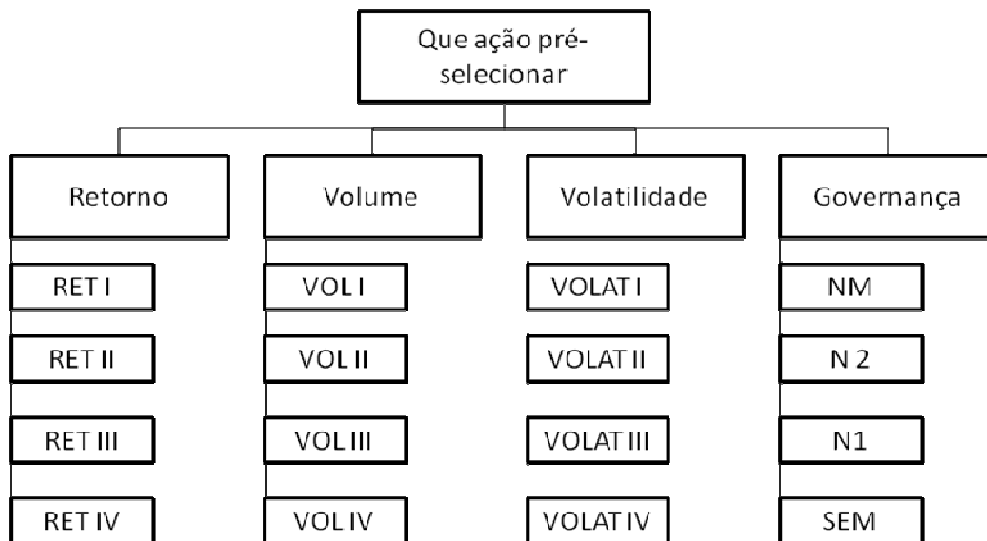 Que ação pré-
selecionar
Retorno
Volume
Volatilidade
Governança
RET I
VOL I
VOLAT I
NM
RET II
VOL II
VOLAT II
N 2
RET III
VOL III
VOLAT III
N1
RET IV
VOL IV
VOLAT IV
SEM